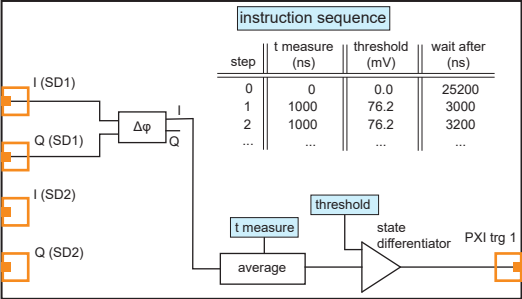 instruction sequence
step t measure (ns) threshold (mV) wait after (ns)
0 0 0.0 25200
1 1000 76.2 3000
2 1000 76.2 3200
... ... ... ...
I (SD1)
Q (SD1)
I (SD2)
Q (SD2)
Δφ
I
Q
t measure
average
threshold
state
differentiator
PXI trg 1